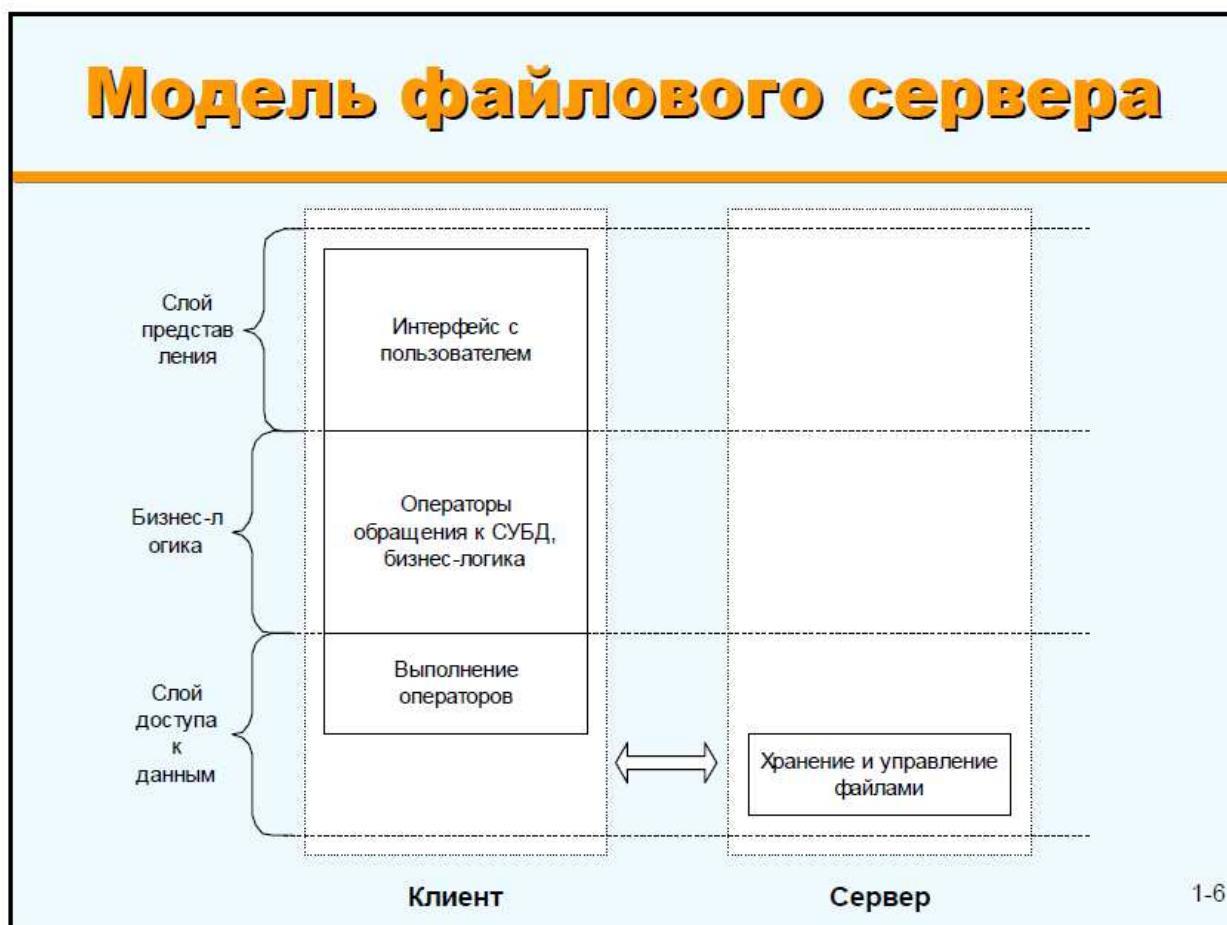 Модель файлового сервера
Слой
представ
ления
Интерфейс с
пользователем
Бизнес-л
огика
Операторы
обращения к СУБД,
бизнес-логика
Слой
доступа
к
данным
Выполнение
операторов
Хранение и управление
файлами
Клиент
Сервер
1-6